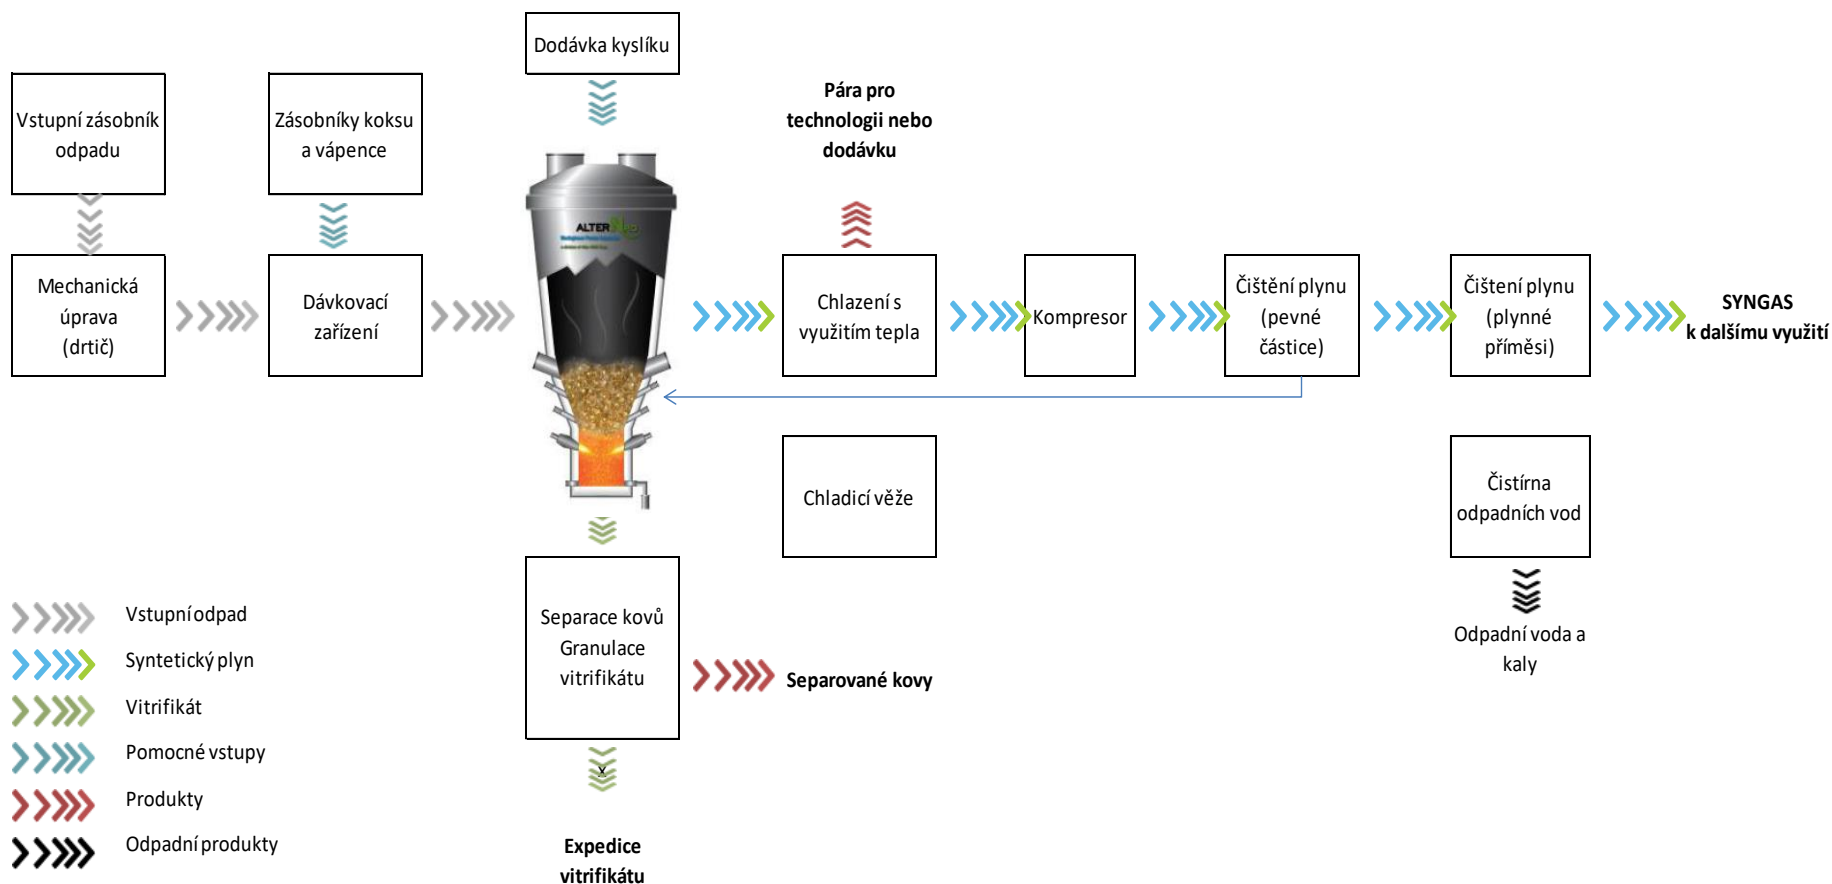 Dodávka kyslíku
Vstupní zásobník
odpadu
Zásobníky koksu
a vápence
Pára pro
technologii nebo
dodávku
ALTER
Mechanická
úprava
(drtič)
Dávkovací
zařízení
Chlazení s
využitím tepla
Kompresor
Čištění plynu
(pevné
částice)
Čištení plynu
(plynné
příměsi)
SYNGAS
k dalšímu využití
Chladicí věže
Čistírna
odpadních vod
Separace kovů
Granulace
vitrifikátu
Separované kovy
Odpadní voda a
kaly
x
Expedice
vitrifikátu
Vstupní odpad
Syntetický plyn
Vitrifikát
Pomocné vstupy
Produkty
Odpadní produkty